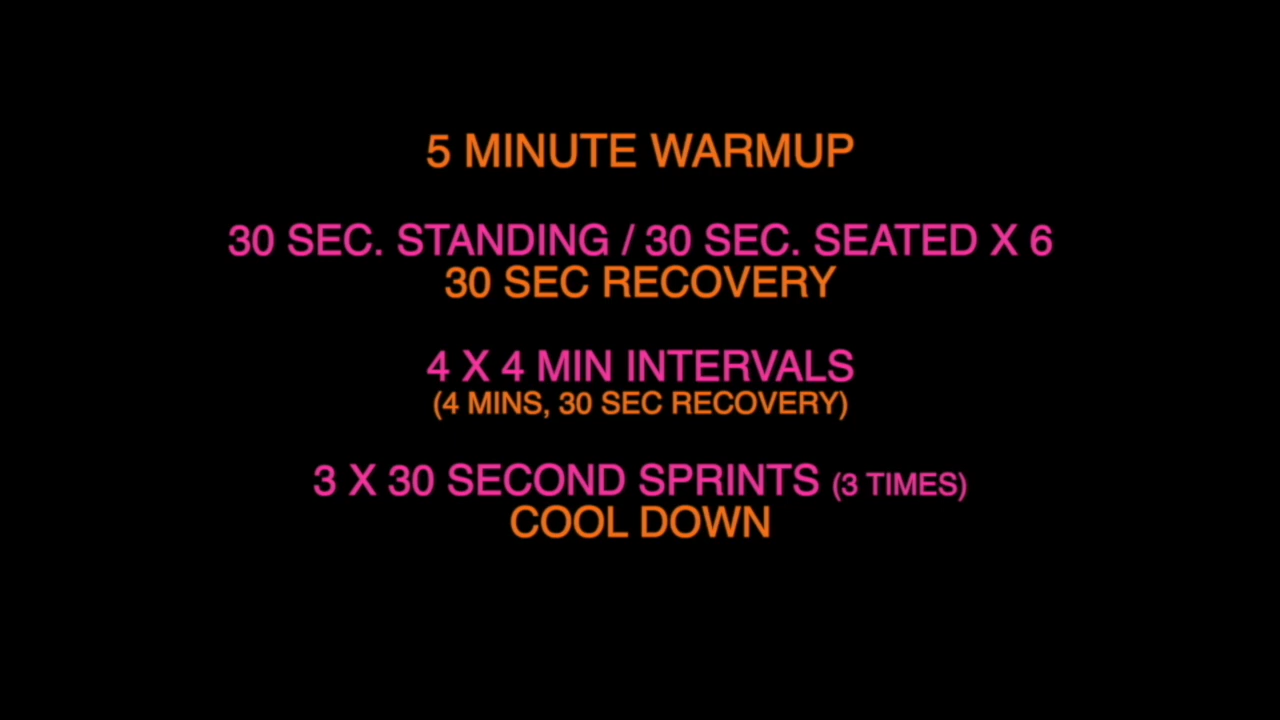 5 MINUTE WARMUP
30 SEC. STANDING / 30 SEC. SEATED X 6
30 SEC RECOVERY
4 X 4 MIN INTERVALS
(4 MINS, 30 SEC RECOVERY)
3 X 30 SECOND SPRINTS (3 TIMES)
COOL DOWN